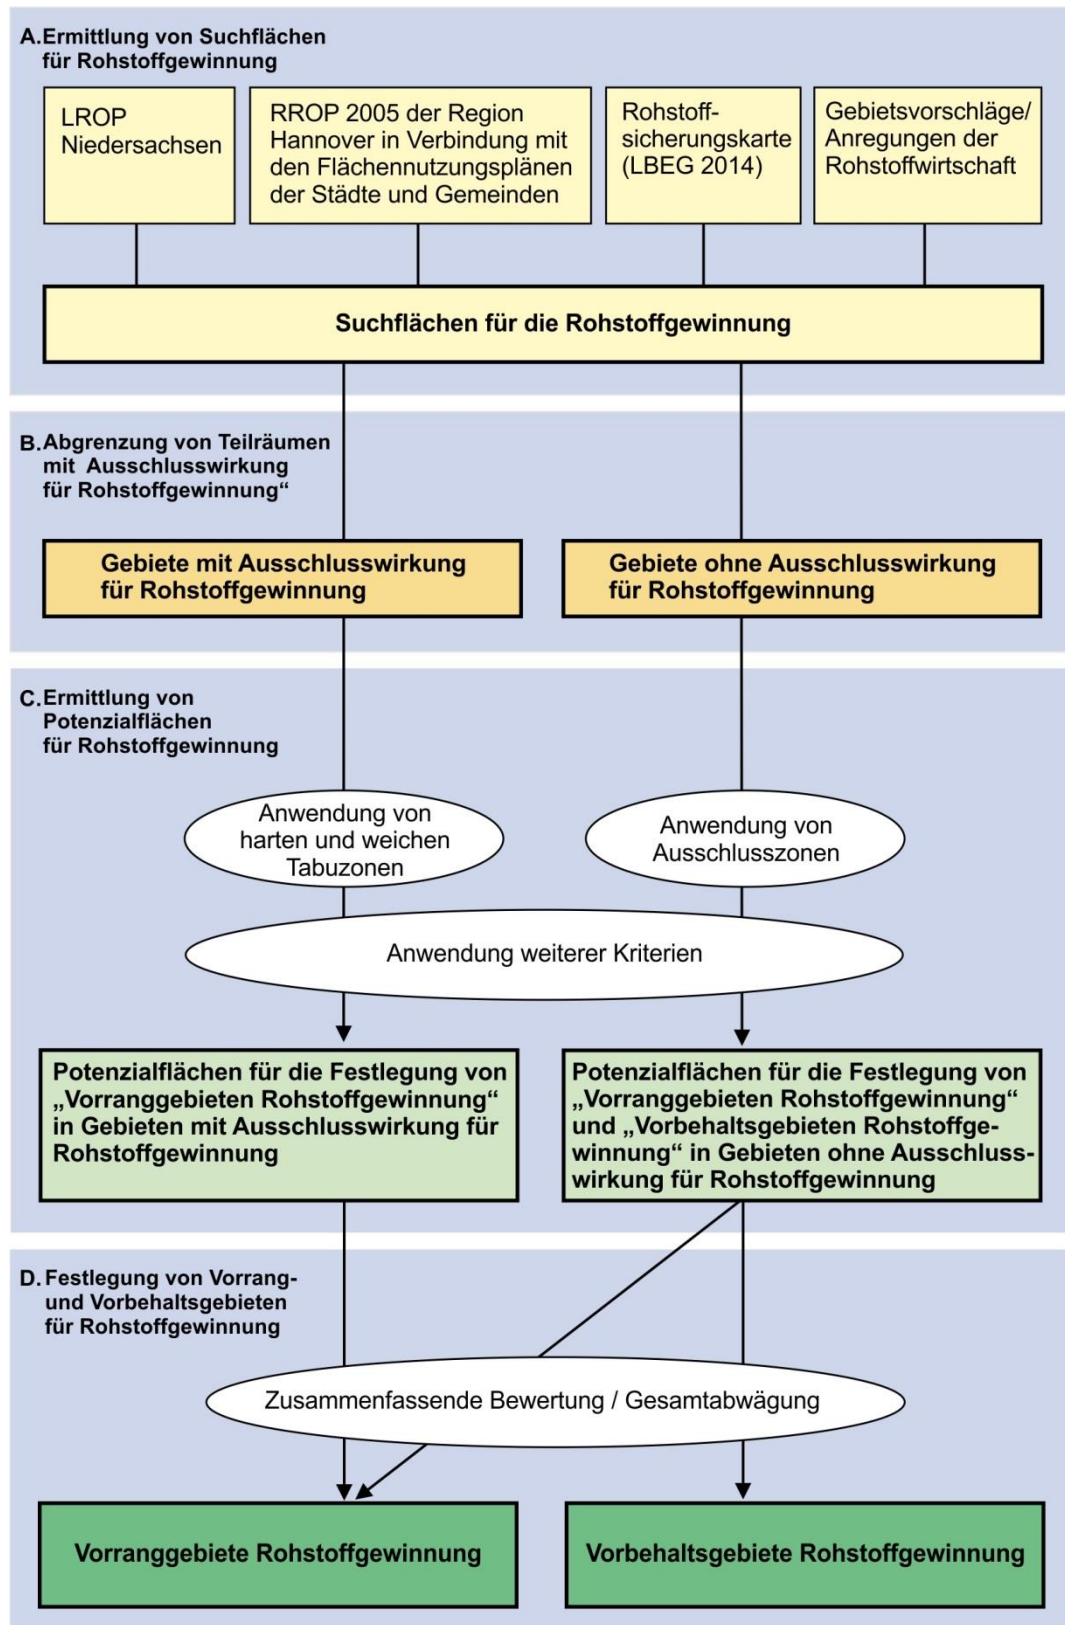 A. Ermittlung von Suchflächen
für Rohstoffgewinnung
LROP
Niedersachsen
RROP 2005 der Region
Hannover in Verbindung mit
den Flächennutzungsplänen
der Städte und Gemeinden
Rohstoff-
sicherungskarte
(LBEG 2014)
Gebietsvorschläge/
Anregungen der
Rohstoffwirtschaft
Suchflächen für die Rohstoffgewinnung
B. Abgrenzung von Teilräumen
mit Ausschlusswirkung
für Rohstoffgewinnung“
Gebiete mit Ausschlusswirkung
für Rohstoffgewinnung
Gebiete ohne Ausschlusswirkung
für Rohstoffgewinnung
C. Ermittlung von
Potenzialflächen
für Rohstoffgewinnung
Anwendung von
harten und weichen
Tabuzonen
Anwendung von
Ausschlusszonen
Anwendung weiterer Kriterien
Potenzialflächen für die Festlegung von
„Vorranggebieten Rohstoffgewinnung“
in Gebieten mit Ausschlusswirkung für
Rohstoffgewinnung
Potenzialflächen für die Festlegung von
„Vorranggebieten Rohstoffgewinnung“
und „Vorbehaltsgebieten Rohstoffge-
winnung“ in Gebieten ohne Ausschluss-
wirkung für Rohstoffgewinnung
D. Festlegung von Vorrang-
und Vorbehaltsgebieten
für Rohstoffgewinnung
Zusammenfassende Bewertung / Gesamtabwägung
Vorranggebiete Rohstoffgewinnung
Vorbehaltsgebiete Rohstoffgewinnung